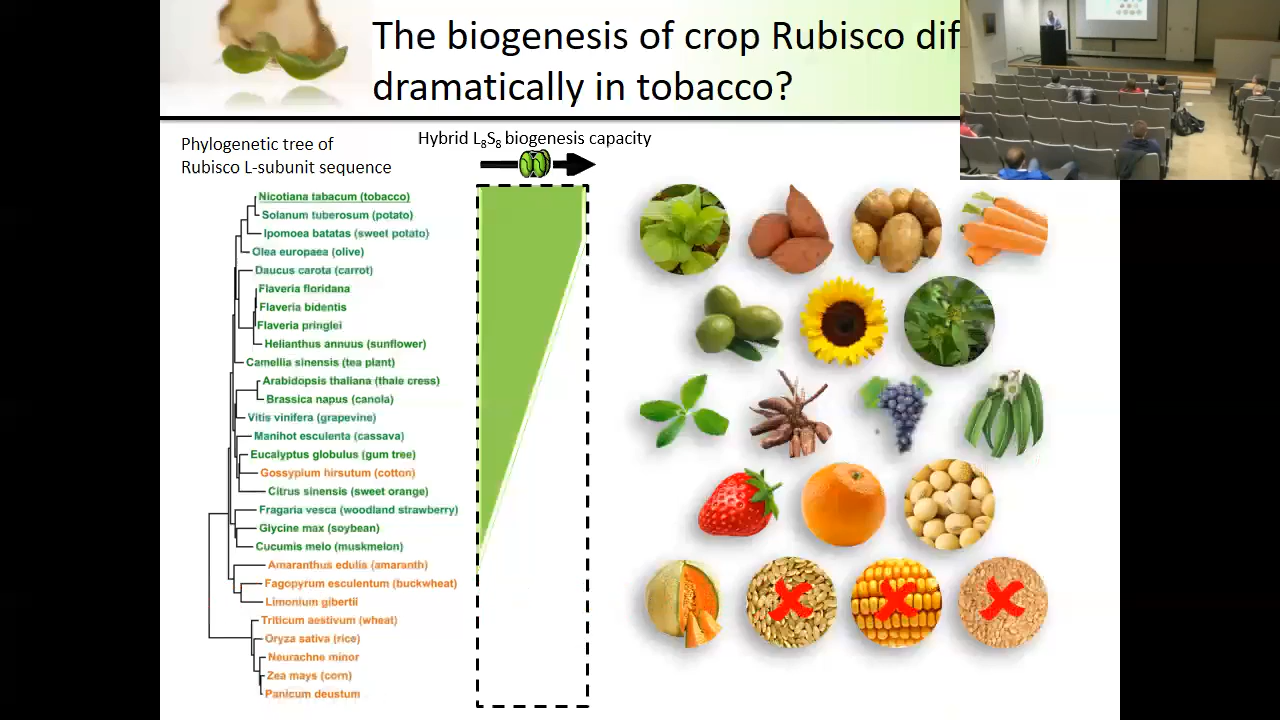 The biogenesis of crop Rubisco dif
dramatically in tobacco?
Phylogenetic tree of
Rubisco L-subunit sequence
Hybrid L8S8 biogenesis capacity
Nicotiana tabacum (tobacco)
Solanum tuberosum (potato)
Ipomoea batatas (sweet potato)
Olea europaea (olive)
Daucus carota (carrot)
Flaveria floridana
Flaveria bidentis
Flaveria pringlei
Helianthus annuus (sunflower)
Camellia sinensis (tea plant)
Arabidopsis thaliana (thale cress)
Brassica napus (canola)
Vitis vinifera (grapevine)
Manihot esculenta (cassava)
Eucalyptus globulus (gum tree)
Gossypium hirsutum (cotton)
Citrus sinensis (sweet orange)
Fragaria vesca (woodland strawberry)
Glycine max (soybean)
Cucumis melo (muskmelon)
Amaranthus edulis (amaranth)
Fagopyrum esculentum (buckwheat)
Limonium gibertii
Triticum aestivum (wheat)
Oryza sativa (rice)
Neurachne minor
Zea mays (corn)
Panicum deustum